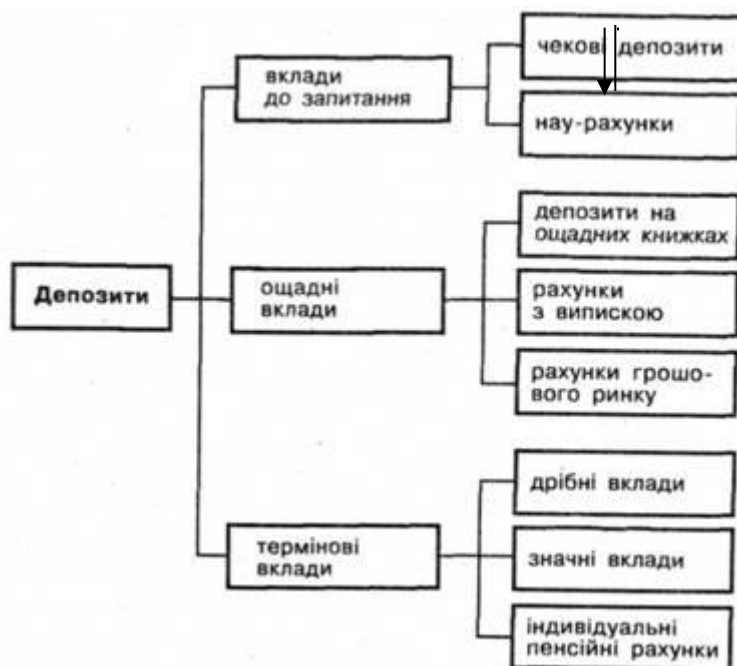 чекові депозити
вклади
до запитання
нау-рахунки
депозити на
ощадних книжках
Депозити
ощадні
вклади
рахунки
з випискою
рахунки грошо-
вого ринку
дрібні вклади
термінові
вклади
значні вклади
індивідуальні
пенсійні рахунки